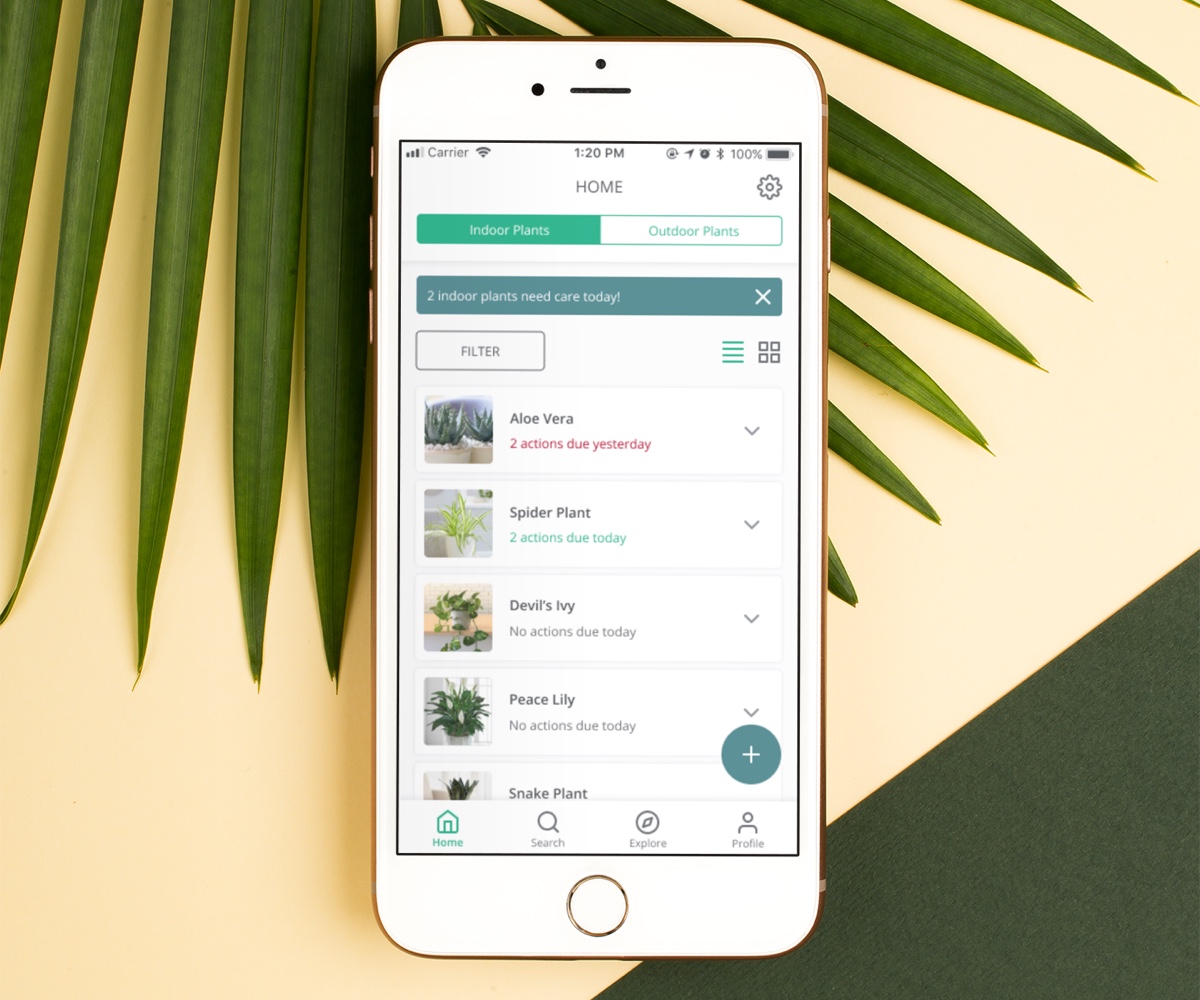 Carrier 1:20 PM 100%
HOME
Indoor Plants Outdoor Plants
2 indoor plants need care today!
FILTER
Aloe Vera
2 actions due yesterday
Spider Plant
2 actions due today
Devil's Ivy
No actions due today
Peace Lily
No actions due today
Snake Plant
Home Search Explore Profile